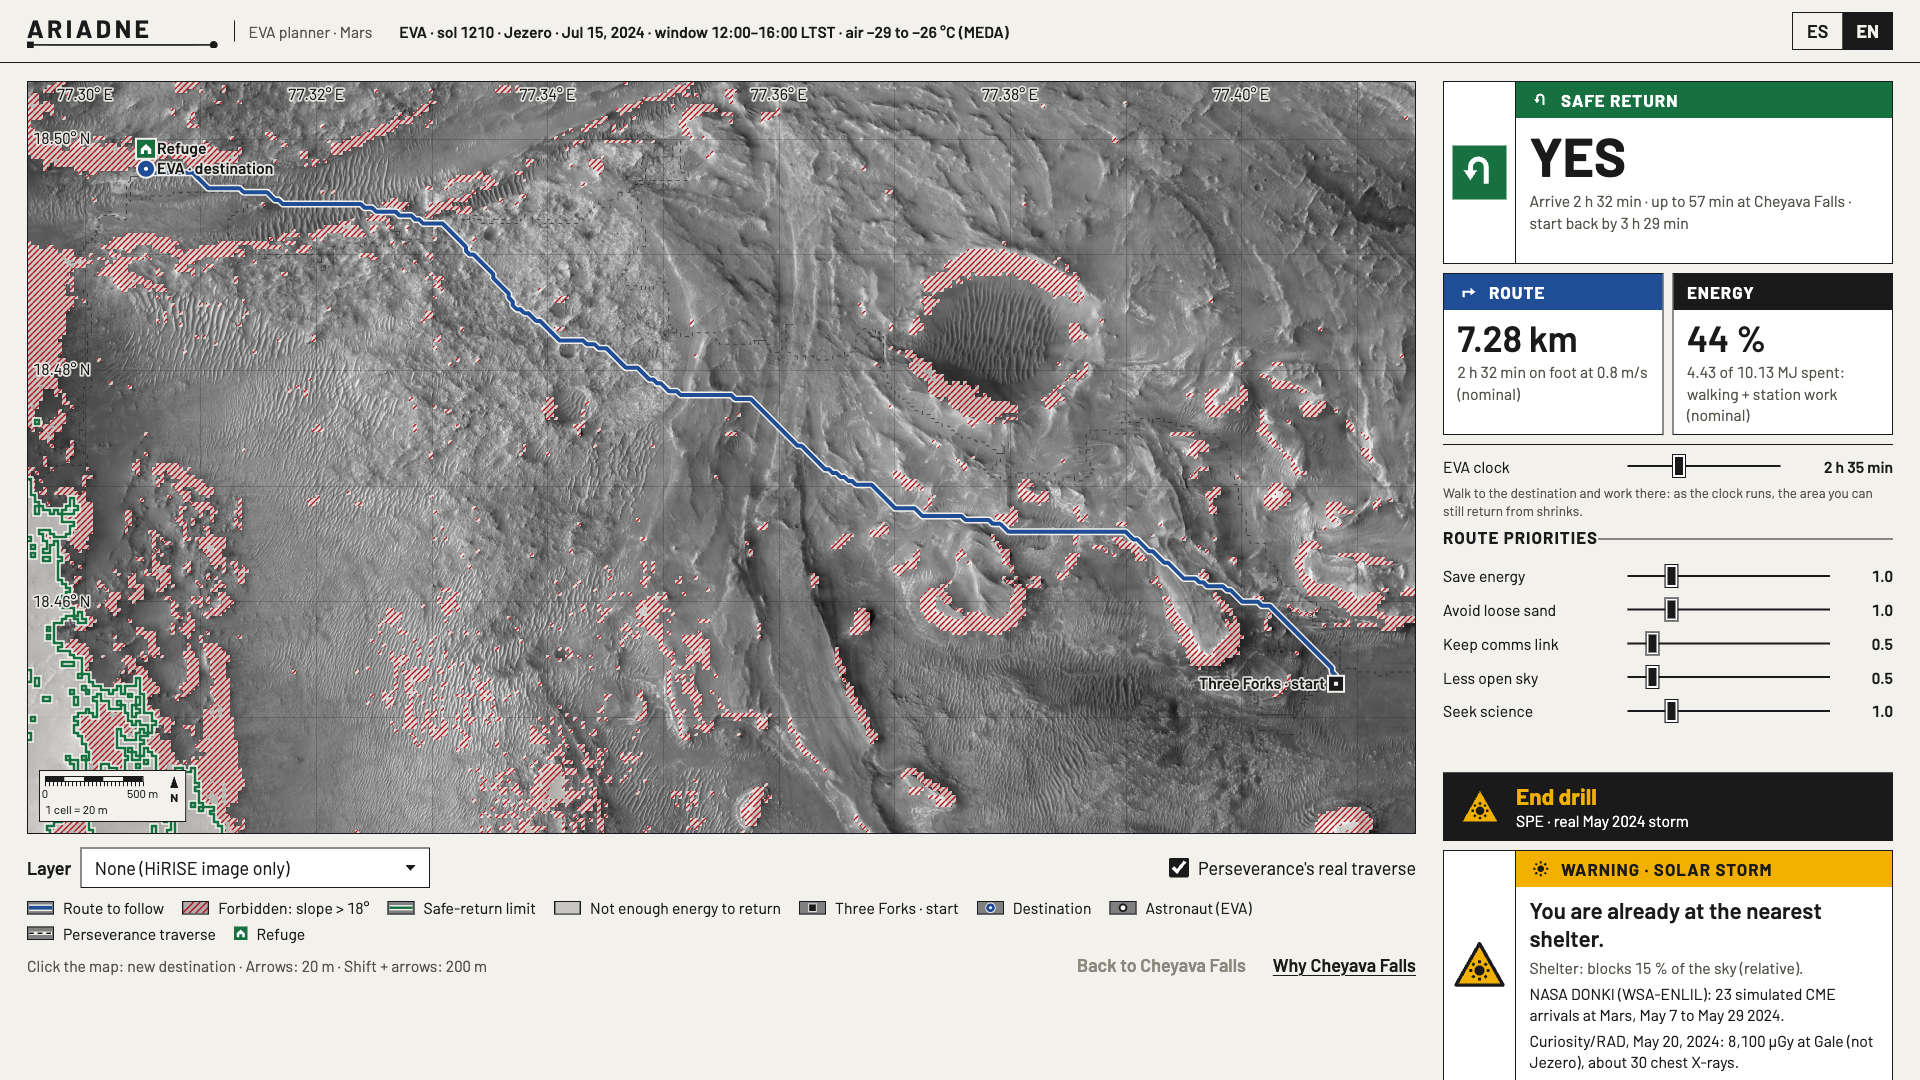 ARIADNE
EVA planner · Mars
EVA · sol 1210 · Jezero · Jul 15, 2024 · window 12:00–16:00 LTST · air −29 to −26 °C (MEDA)
ES
EN
77.30° E
77.32° E
77.34° E
77.36° E
77.38° E
77.40° E
18.50° N
18.48° N
18.46° N
Refuge
EVA · destination
Three Forks · start
0
500 m
N
1 cell = 20 m
Layer
None (HiRISE image only)
Perseverance's real traverse
Route to follow
Forbidden: slope > 18°
Safe-return limit
Not enough energy to return
Three Forks · start
Destination
Astronaut (EVA)
Perseverance traverse
Refuge
Click the map: new destination · Arrows: 20 m · Shift + arrows: 200 m
Back to Cheyava Falls
Why Cheyava Falls
SAFE RETURN
YES
Arrive 2 h 32 min · up to 57 min at Cheyava Falls ·
start back by 3 h 29 min
ROUTE
7.28 km
2 h 32 min on foot at 0.8 m/s
(nominal)
ENERGY
44 %
4.43 of 10.13 MJ spent:
walking + station work
(nominal)
EVA clock
2 h 35 min
Walk to the destination and work there: as the clock runs, the area you can
still return from shrinks.
ROUTE PRIORITIES
Save energy
1.0
Avoid loose sand
1.0
Keep comms link
0.5
Less open sky
0.5
Seek science
1.0
End drill
SPE · real May 2024 storm
WARNING · SOLAR STORM
You are already at the nearest
shelter.
Shelter: blocks 15 % of the sky (relative).
NASA DONKI (WSA-ENLIL): 23 simulated CME
arrivals at Mars, May 7 to May 29 2024.
Curiosity/RAD, May 20, 2024: 8,100 µGy at Gale (not
Jezero), about 30 chest X-rays.